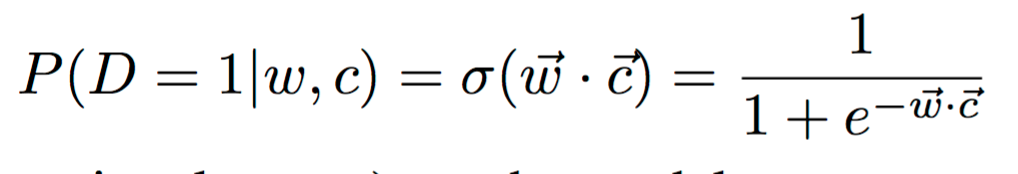 P(D = 1|w, c) = σ(w⃗ · c⃗) = 1 / (1 + e^{−w⃗·c⃗})